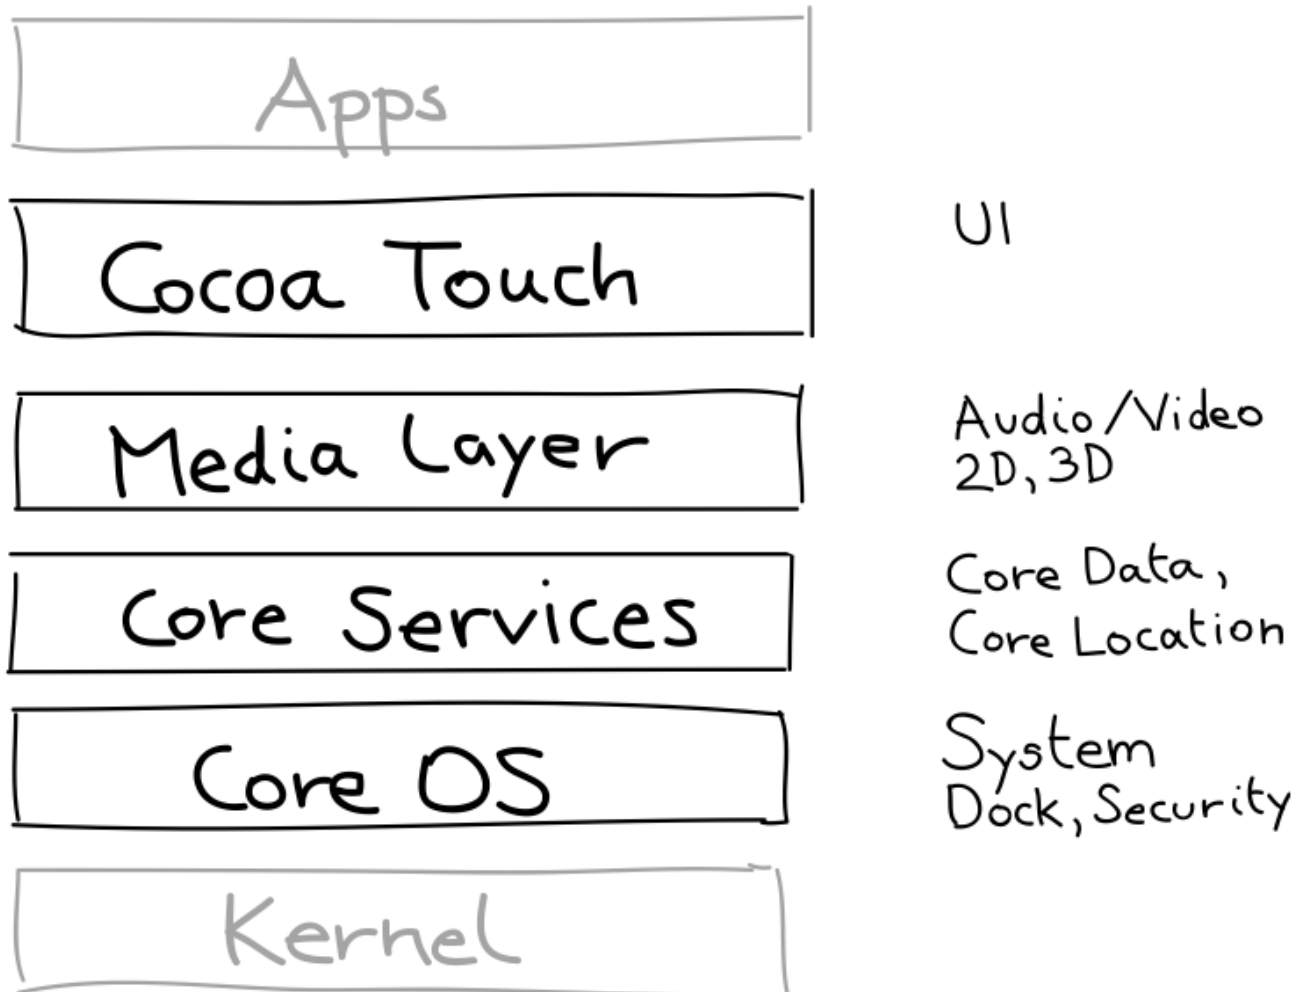 Apps
Cocoa Touch
UI
Media Layer
Audio/Video
2D, 3D
Core Services
Core Data,
Core Location
Core OS
System
Dock, Security
Kernel